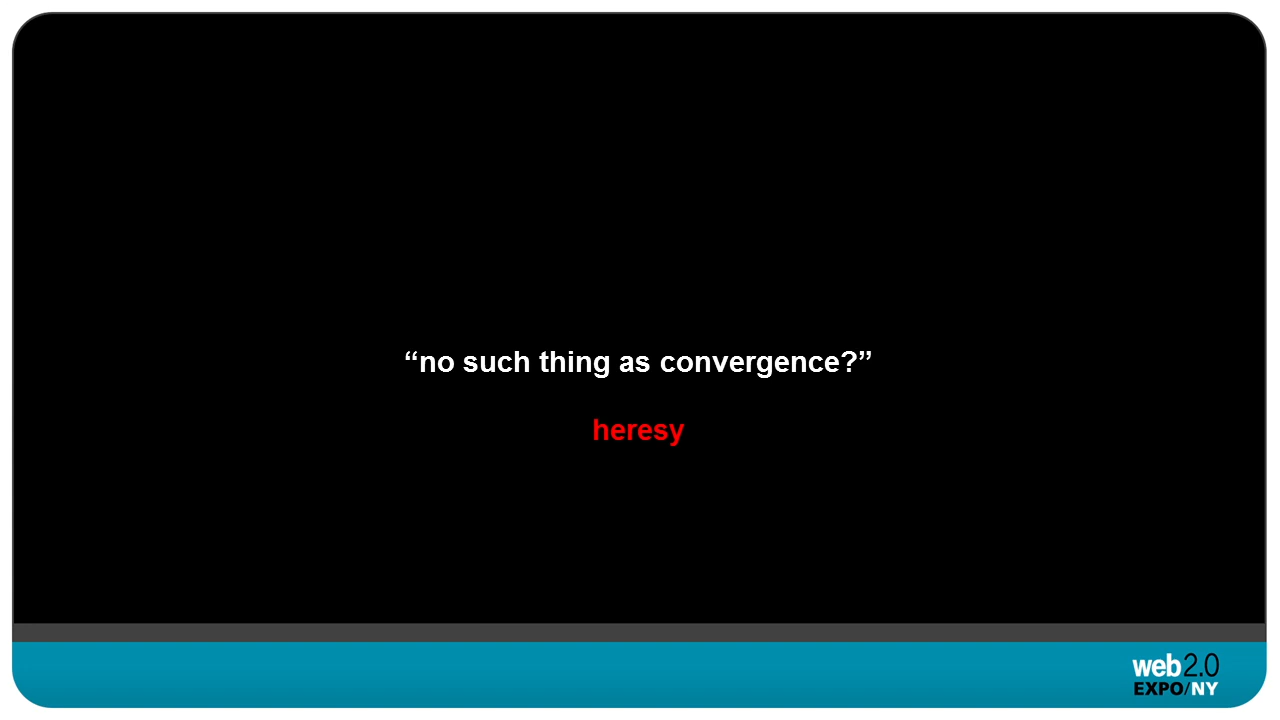 “no such thing as convergence?”
heresy
web2.0
EXPO/NY